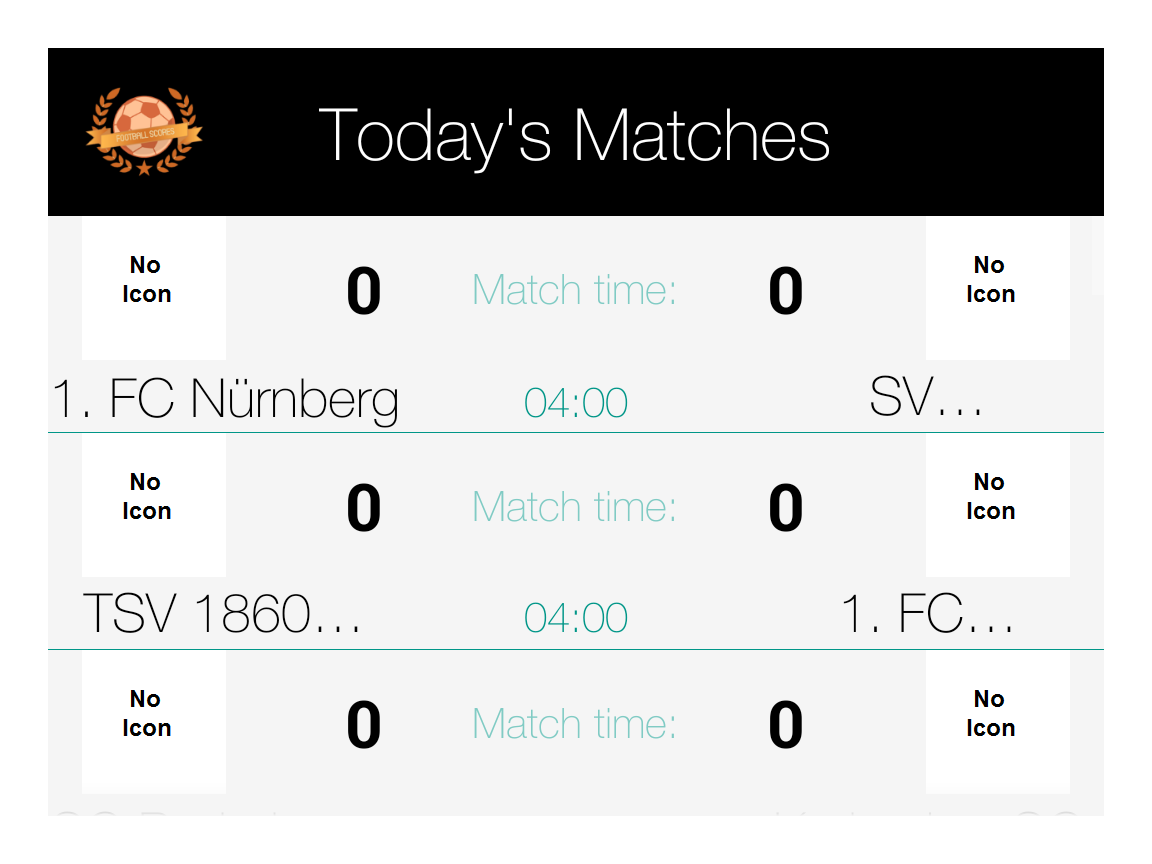 FOOTBALL SCORES
Today's Matches
No
Icon
0
Match time:
0
No
Icon
1. FC Nürnberg
04:00
SV...
No
Icon
0
Match time:
0
No
Icon
TSV 1860...
04:00
1. FC...
No
Icon
0
Match time:
0
No
Icon